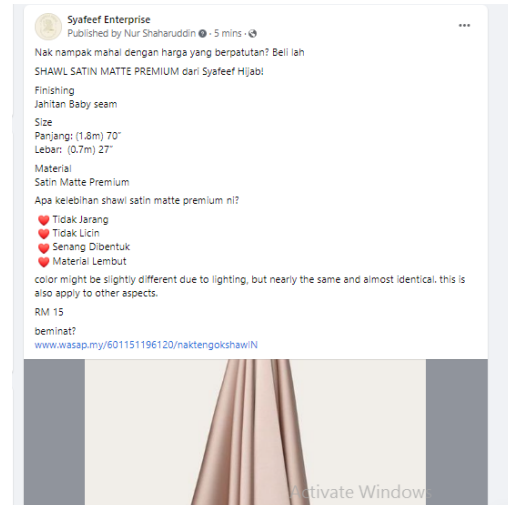 Syafeef Enterprise
Published by Nur Shaharuddin · 5 mins ·
Nak nampak mahal dengan harga yang berpatutan? Beli lah
SHAWL SATIN MATTE PREMIUM dari Syafeef Hijab!
Finishing
Jahitan Baby seam
Size
Panjang: (1.8m) 70"
Lebar: (0.7m) 27"
Material
Satin Matte Premium
Apa kelebihan shawl satin matte premium ni?
Tidak Jarang
Tidak Licin
Senang Dibentuk
Material Lembut
color might be slightly different due to lighting, but nearly the same and almost identical. this is
also apply to other aspects.
RM 15
beminat?
www.wasap.my/601151196120/naktengokshawlN
Activate Windows